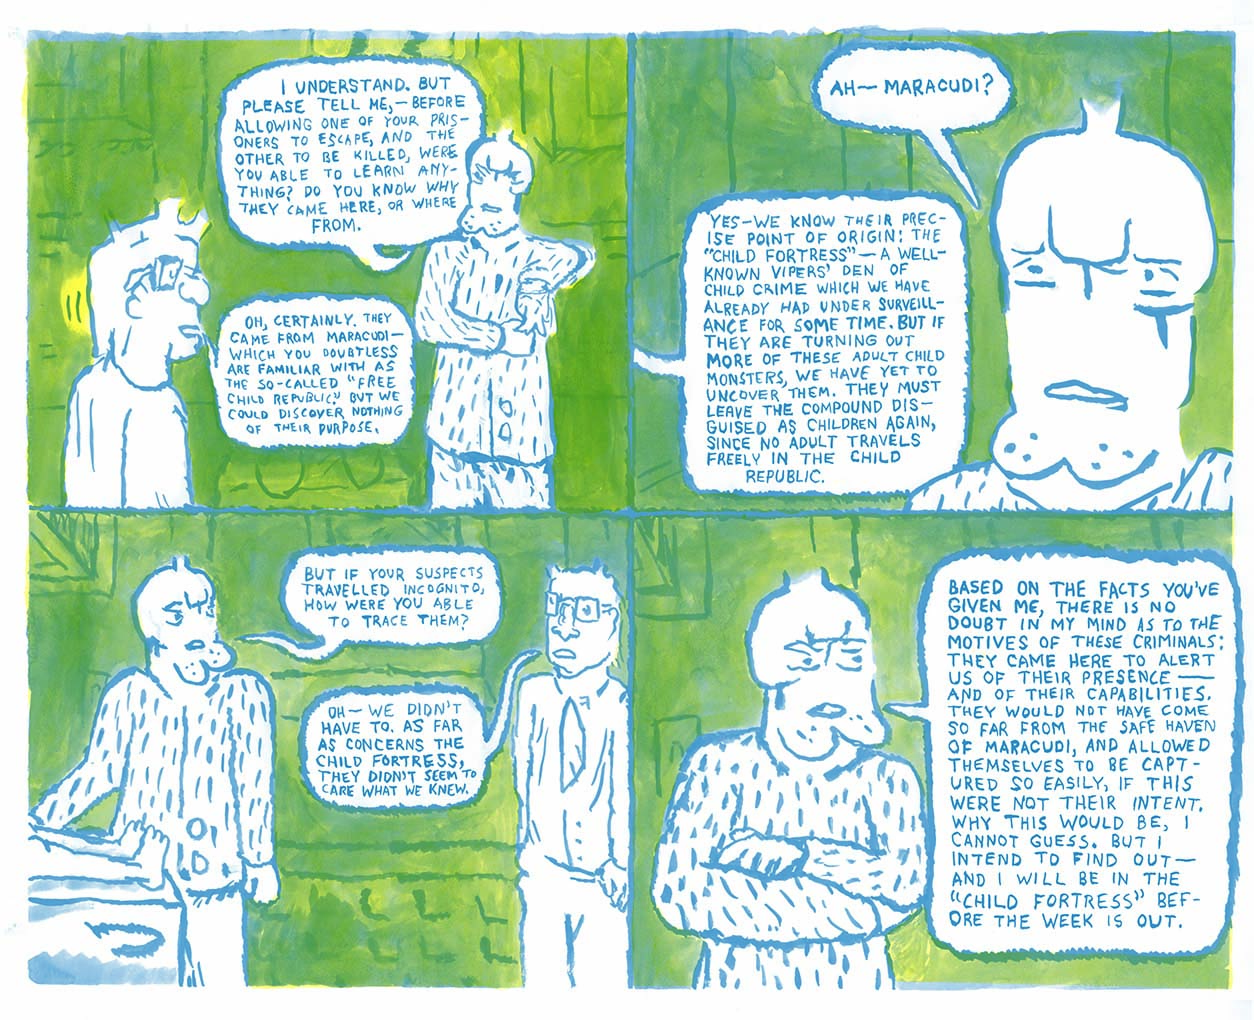 I UNDERSTAND. BUT
PLEASE TELL ME,—BEFORE
ALLOWING ONE OF YOUR PRIS-
ONERS TO ESCAPE, AND THE
OTHER TO BE KILLED, WERE
YOU ABLE TO LEARN ANY-
THING? DO YOU KNOW WHY
THEY CAME HERE, OR WHERE
FROM.
OH, CERTAINLY. THEY
CAME FROM MARACUDI—
WHICH YOU DOUBTLESS
ARE FAMILIAR WITH AS
THE SO-CALLED "FREE
CHILD REPUBLIC." BUT WE
COULD DISCOVER NOTHING
OF THEIR PURPOSE.
AH— MARACUDI?
YES—WE KNOW THEIR PREC-
ISE POINT OF ORIGIN: THE
"CHILD FORTRESS"—A WELL-
KNOWN VIPERS' DEN OF
CHILD CRIME WHICH WE HAVE
ALREADY HAD UNDER SURVEILL-
ANCE FOR SOME TIME. BUT IF
THEY ARE TURNING OUT
MORE OF THESE ADULT CHILD
MONSTERS, WE HAVE YET TO
UNCOVER THEM. THEY MUST
LEAVE THE COMPOUND DIS-
GUISED AS CHILDREN AGAIN,
SINCE NO ADULT TRAVELS
FREELY IN THE CHILD
REPUBLIC.
BUT IF YOUR SUSPECTS
TRAVELLED INCOGNITO,
HOW WERE YOU ABLE
TO TRACE THEM?
OH— WE DIDN'T
HAVE TO. AS FAR
AS CONCERNS THE
CHILD FORTRESS,
THEY DIDN'T SEEM TO
CARE WHAT WE KNEW.
BASED ON THE FACTS YOU'VE
GIVEN ME, THERE IS NO
DOUBT IN MY MIND AS TO THE
MOTIVES OF THESE CRIMINALS:
THEY CAME HERE TO ALERT
US OF THEIR PRESENCE —
AND OF THEIR CAPABILITIES.
THEY WOULD NOT HAVE COME
SO FAR FROM THE SAFE HAVEN
OF MARACUDI, AND ALLOWED
THEMSELVES TO BE CAPT-
URED SO EASILY, IF THIS
WERE NOT THEIR INTENT.
WHY THIS WOULD BE, I
CANNOT GUESS. BUT I
INTEND TO FIND OUT—
AND I WILL BE IN THE
"CHILD FORTRESS" BEF-
ORE THE WEEK IS OUT.